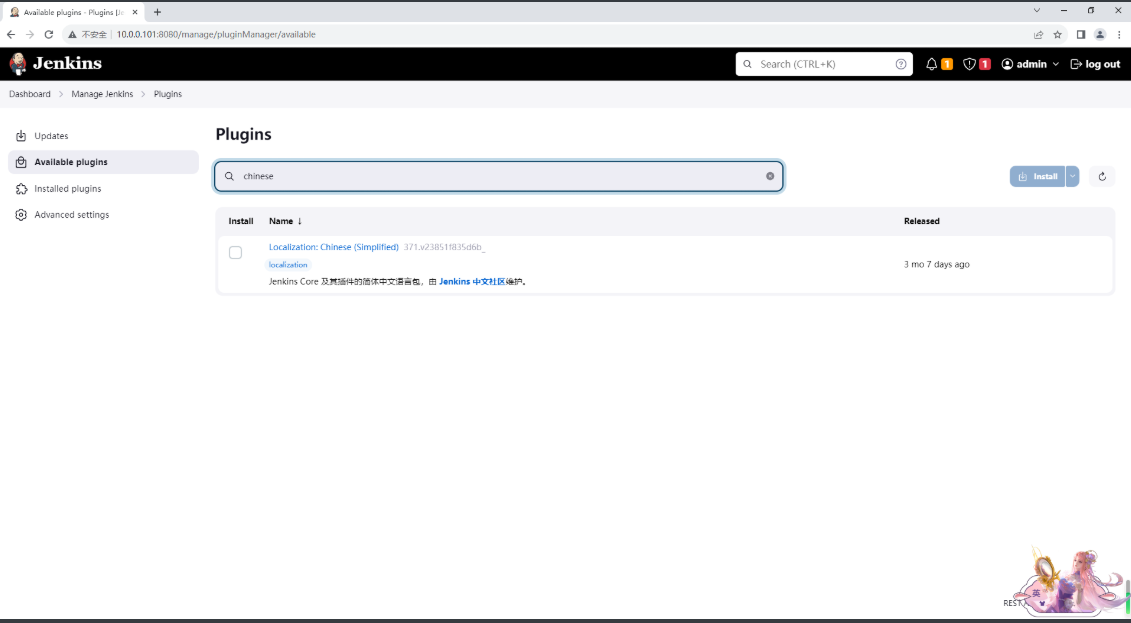 Available plugins - Plugins [Je
不安全 10.0.0.101:8080/manage/pluginManager/available
Jenkins
Search (CTRL+K)
1
1
admin
log out
Dashboard
Manage Jenkins
Plugins
Updates
Available plugins
Installed plugins
Advanced settings
Plugins
chinese
Install
Install Name ↓ Released
Localization: Chinese (Simplified) 371.v23851f835d6b_
localization
3 mo 7 days ago
Jenkins Core 及其插件的简体中文语言包，由 Jenkins 中文社区维护。
REST
英